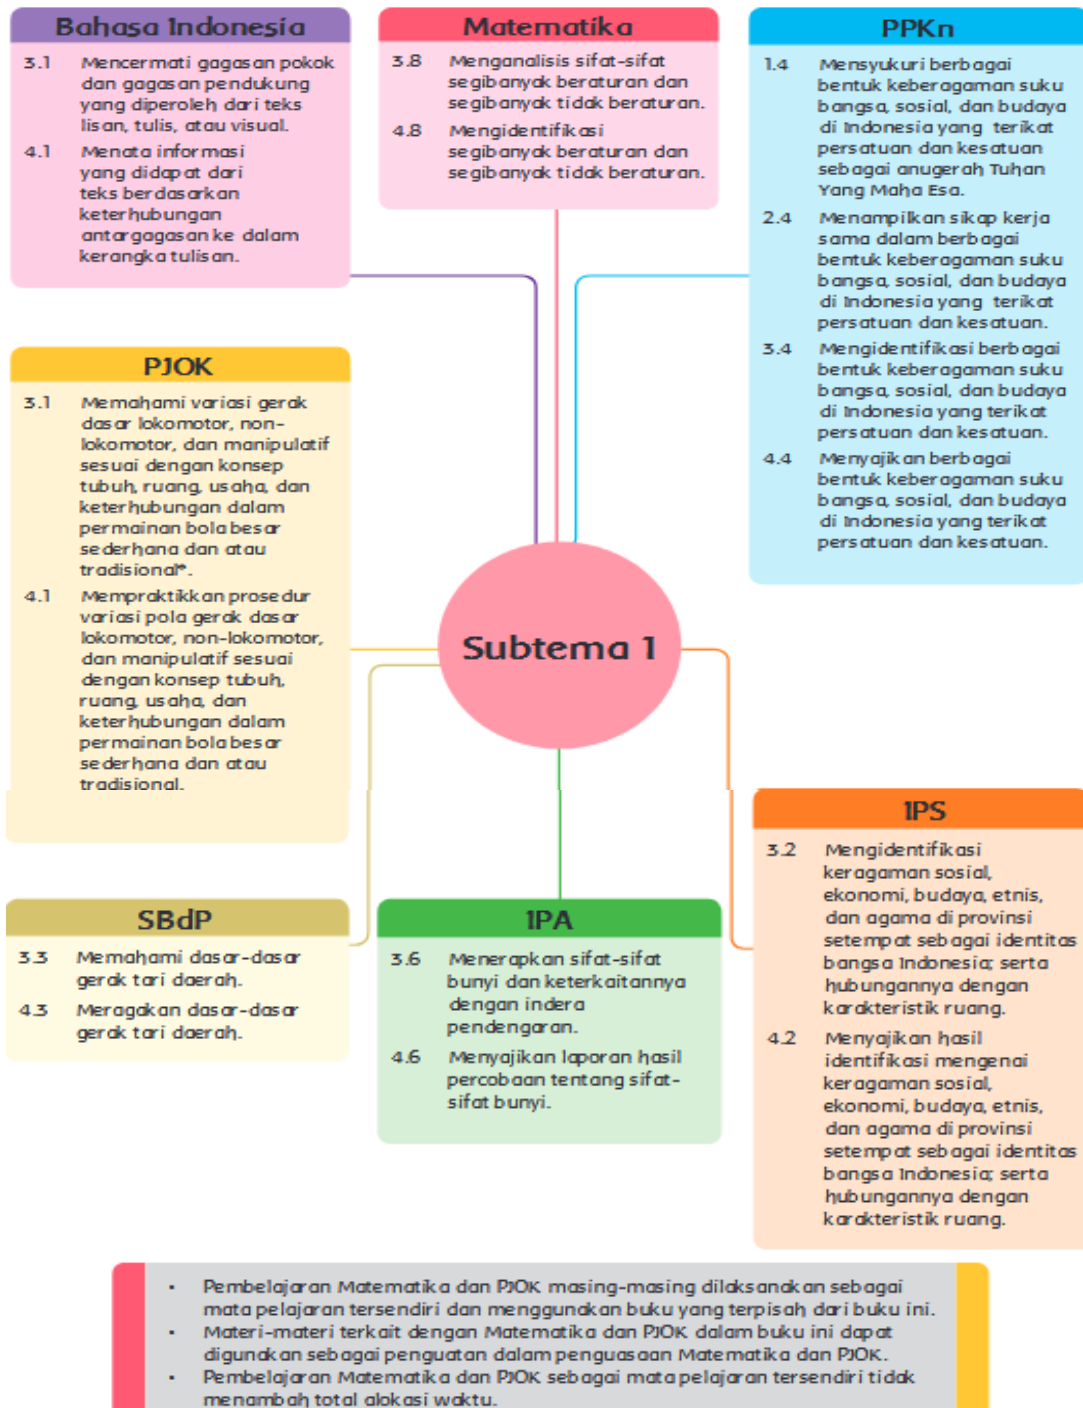 Bahasa Indonesia
3.1 Mencermati gagasan pokok
dan gagasan pendukung
yang diperoleh dari teks
lisan, tulis, atau visual.
4.1 Menata informasi
yang didapat dari
teks berdasarkan
keterhubungan
antargagasan ke dalam
kerangka tulisan.
Matematika
3.8 Menganalisis sifat-sifat
segibanyak beraturan dan
segibanyak tidak beraturan.
4.8 Mengidentifikasi
segibanyak beraturan dan
segibanyak tidak beraturan.
PPKn
1.4 Mensyukuri berbagai
bentuk keberagaman suku
bangsa, sosial, dan budaya
di Indonesia yang terikat
persatuan dan kesatuan
sebagai anugerah Tuhan
Yang Maha Esa.
2.4 Menampilkan sikap kerja
sama dalam berbagai
bentuk keberagaman suku
bangsa, sosial, dan budaya
di Indonesia yang terikat
persatuan dan kesatuan.
3.4 Mengidentifikasi berbagai
bentuk keberagaman suku
bangsa, sosial, dan budaya
di Indonesia yang terikat
persatuan dan kesatuan.
4.4 Menyajikan berbagai
bentuk keberagaman suku
bangsa, sosial, dan budaya
di Indonesia yang terikat
persatuan dan kesatuan.
PJOK
3.1 Memahami variasi gerak
dasar lokomotor, non-
lokomotor, dan manipulatif
sesuai dengan konsep
tubuh, ruang, usaha, dan
keterhubungan dalam
permainan bola besar
sederhana dan atau
tradisional*.
4.1 Mempraktikkan prosedur
variasi pola gerak dasar
lokomotor, non-lokomotor,
dan manipulatif sesuai
dengan konsep tubuh,
ruang, usaha, dan
keterhubungan dalam
permainan bola besar
sederhana dan atau
tradisional.
Subtema 1
SBdP
3.3 Memahami dasar-dasar
gerak tari daerah.
4.3 Meragakan dasar-dasar
gerak tari daerah.
IPA
3.6 Menerapkan sifat-sifat
bunyi dan keterkaitannya
dengan indera
pendengaran.
4.6 Menyajikan laporan hasil
percobaan tentang sifat-
sifat bunyi.
IPS
3.2 Mengidentifikasi
keragaman sosial,
ekonomi, budaya, etnis,
dan agama di provinsi
setempat sebagai identitas
bangsa Indonesia; serta
hubungannya dengan
karakteristik ruang.
4.2 Menyajikan hasil
identifikasi mengenai
keragaman sosial,
ekonomi, budaya, etnis,
dan agama di provinsi
setempat sebagai identitas
bangsa Indonesia; serta
hubungannya dengan
karakteristik ruang.
• Pembelajaran Matematika dan PJOK masing-masing dilaksanakan sebagai
mata pelajaran tersendiri dan menggunakan buku yang terpisah dari buku ini.
• Materi-materi terkait dengan Matematika dan PJOK dalam buku ini dapat
digunakan sebagai penguatan dalam penguasaan Matematika dan PJOK.
• Pembelajaran Matematika dan PJOK sebagai mata pelajaran tersendiri tidak
menambah total alokasi waktu.